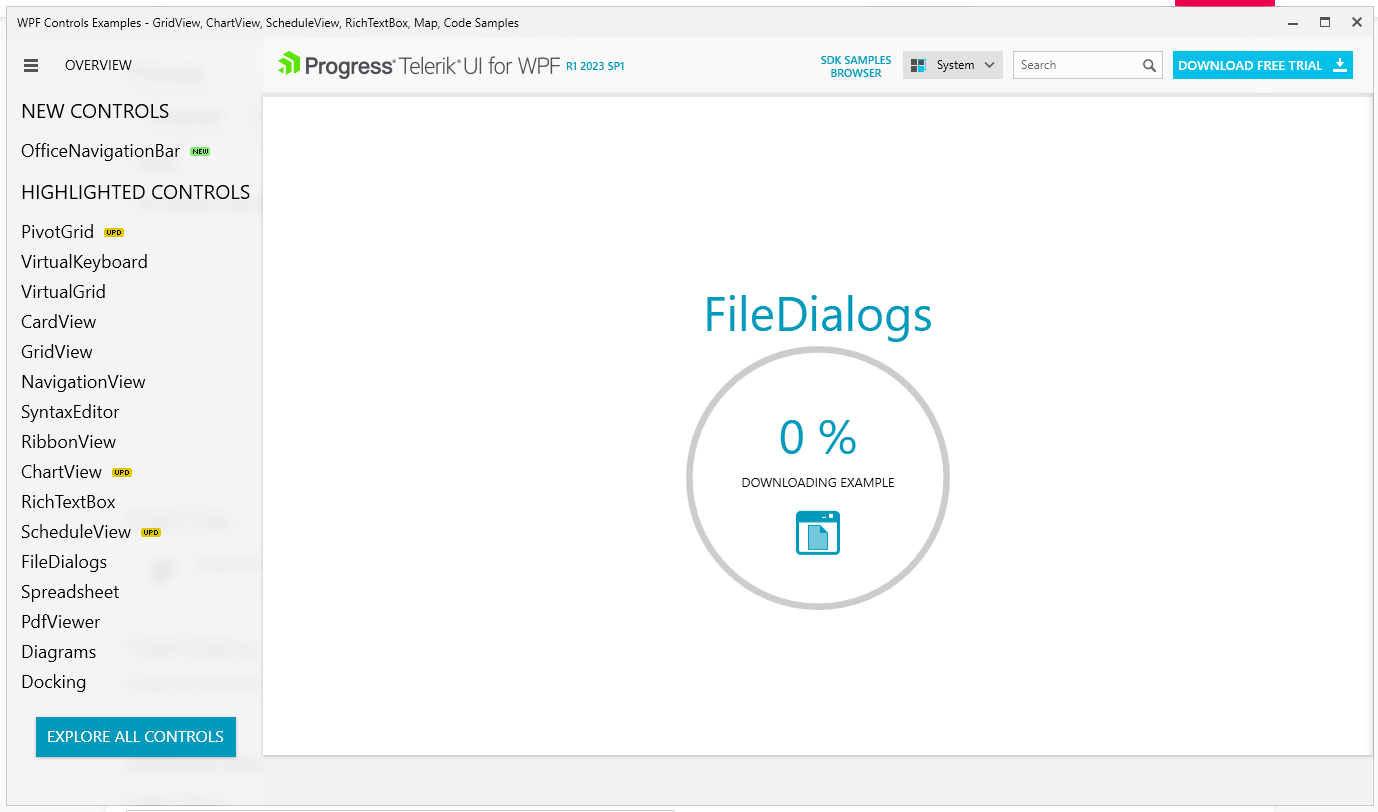 WPF Controls Examples - GridView, ChartView, ScheduleView, RichTextBox, Map, Code Samples
OVERVIEW
Progress® Telerik® UI for WPF R1 2023 SP1
SDK SAMPLES
BROWSER
System
Search
DOWNLOAD FREE TRIAL
NEW CONTROLS
OfficeNavigationBar NEW
HIGHLIGHTED CONTROLS
PivotGrid UPD
VirtualKeyboard
VirtualGrid
CardView
GridView
NavigationView
SyntaxEditor
RibbonView
ChartView UPD
RichTextBox
ScheduleView UPD
FileDialogs
Spreadsheet
PdfViewer
Diagrams
Docking
EXPLORE ALL CONTROLS
FileDialogs
0 %
DOWNLOADING EXAMPLE